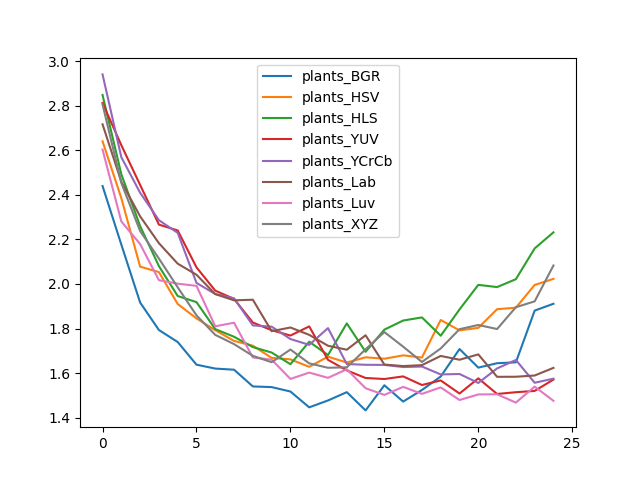 3.0
2.8
2.6
2.4
2.2
2.0
1.8
1.6
1.4
plants_BGR
plants_HSV
plants_HLS
plants_YUV
plants_YCrCb
plants_Lab
plants_Luv
plants_XYZ
0 5 10 15 20 25